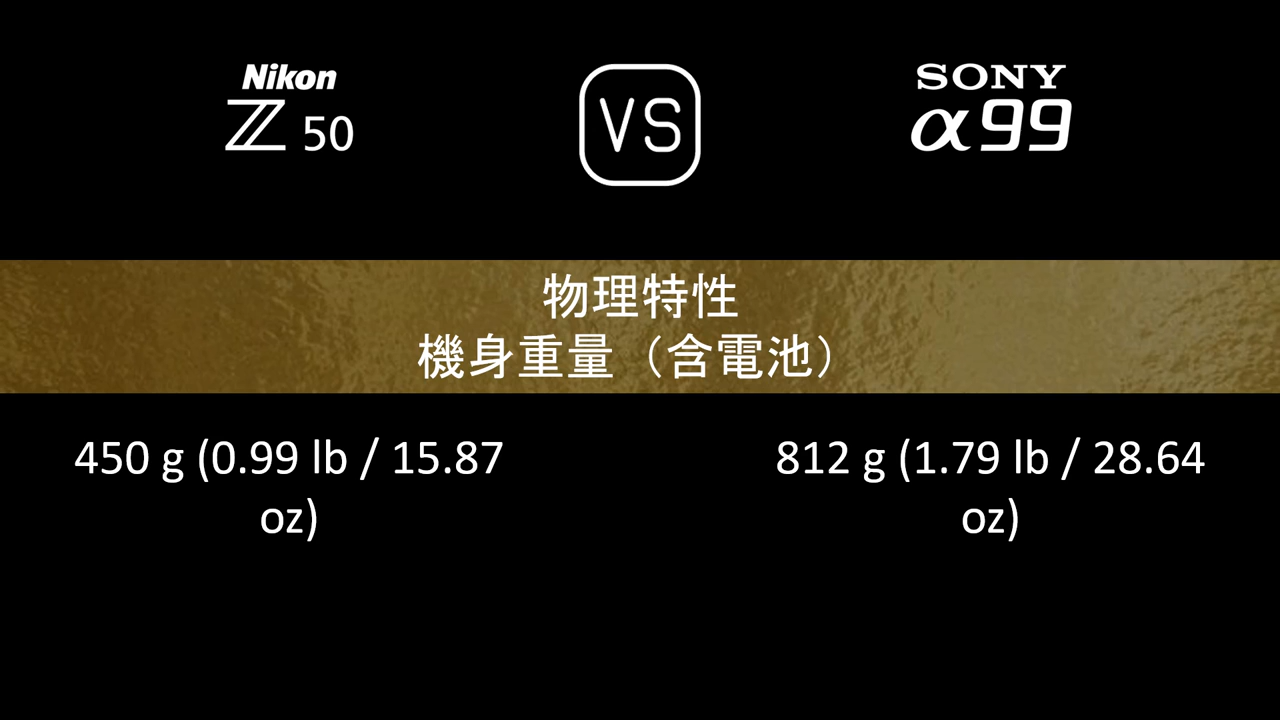 Nikon
Z 50
VS
SONY
α99
物理特性
機身重量（含電池）
450 g (0.99 lb / 15.87
oz)
812 g (1.79 lb / 28.64
oz)